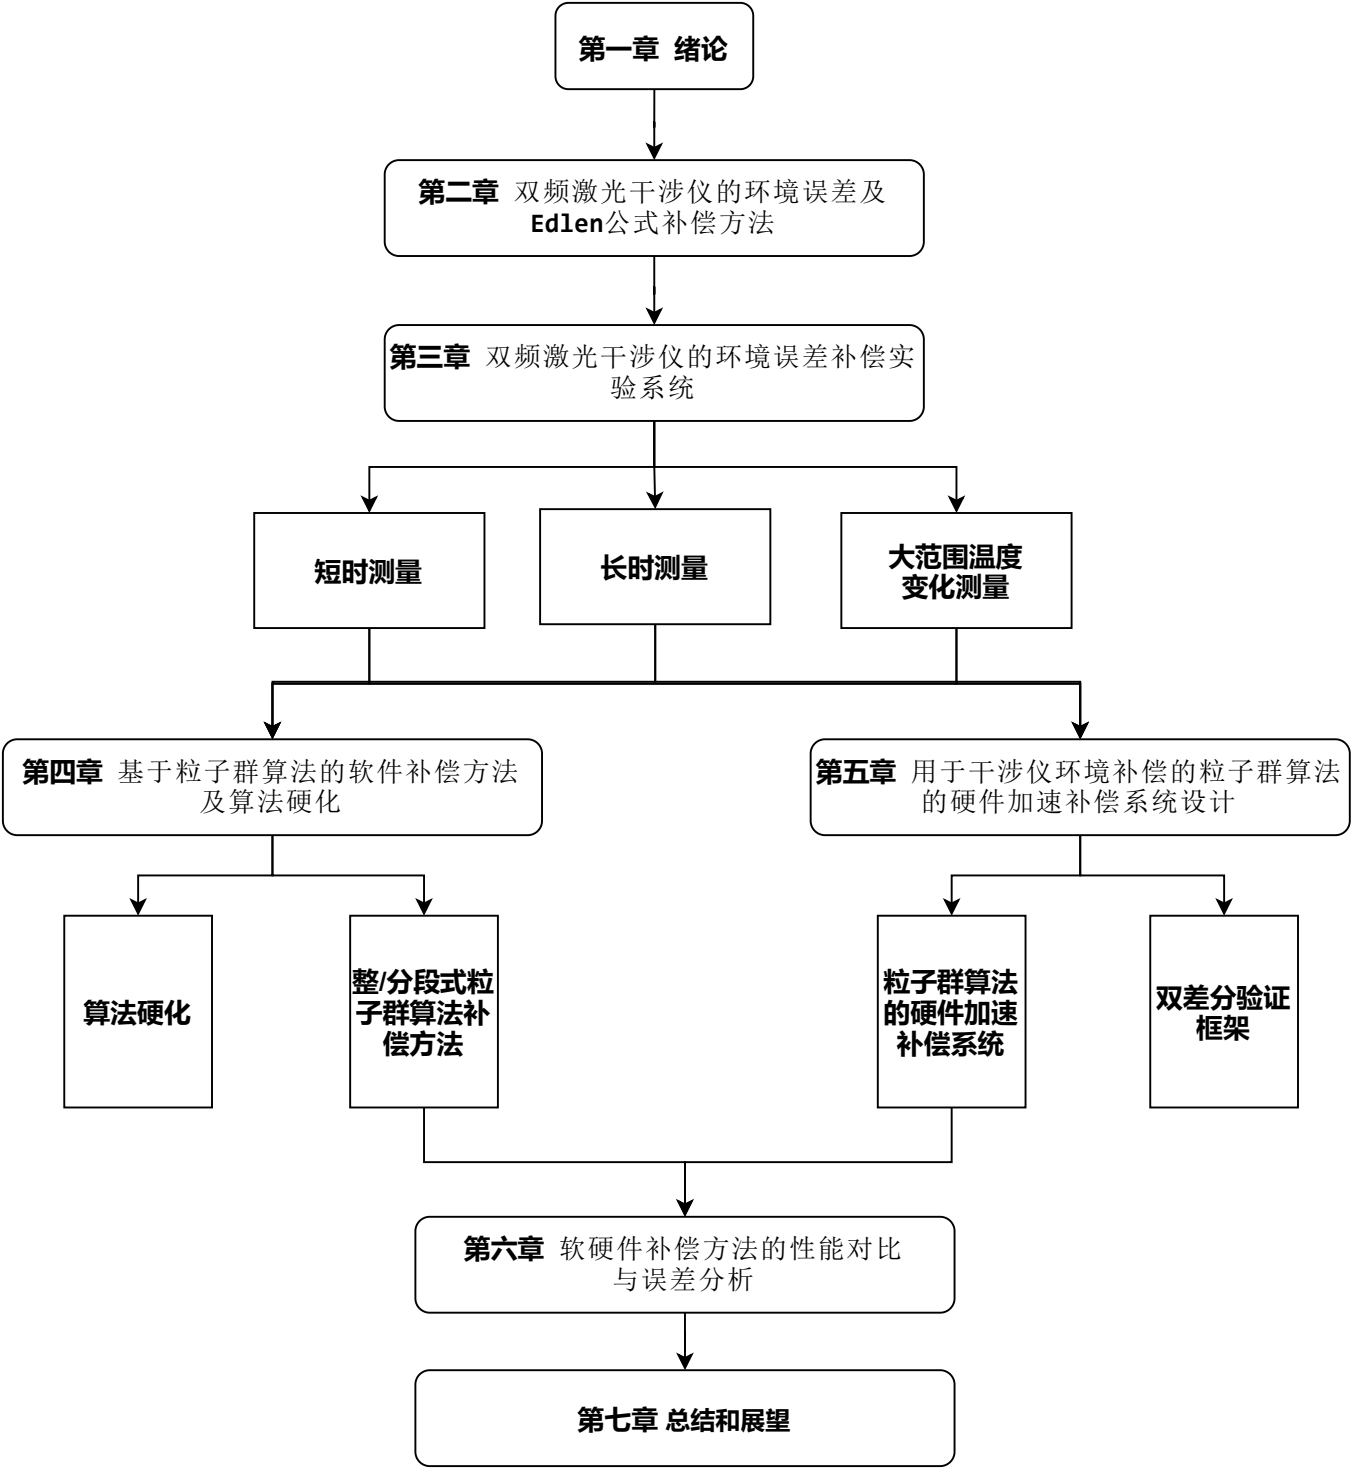 第一章 绪论
第二章 双频激光干涉仪的环境误差及
Edlen公式补偿方法
第三章 双频激光干涉仪的环境误差补偿实
验系统
短时测量
长时测量
大范围温度
变化测量
第四章 基于粒子群算法的软件补偿方法
及算法硬化
第五章 用于干涉仪环境补偿的粒子群算法
的硬件加速补偿系统设计
算法硬化
整/分段式粒
子群算法补
偿方法
粒子群算法
的硬件加速
补偿系统
双差分验证
框架
第六章 软硬件补偿方法的性能对比
与误差分析
第七章 总结和展望